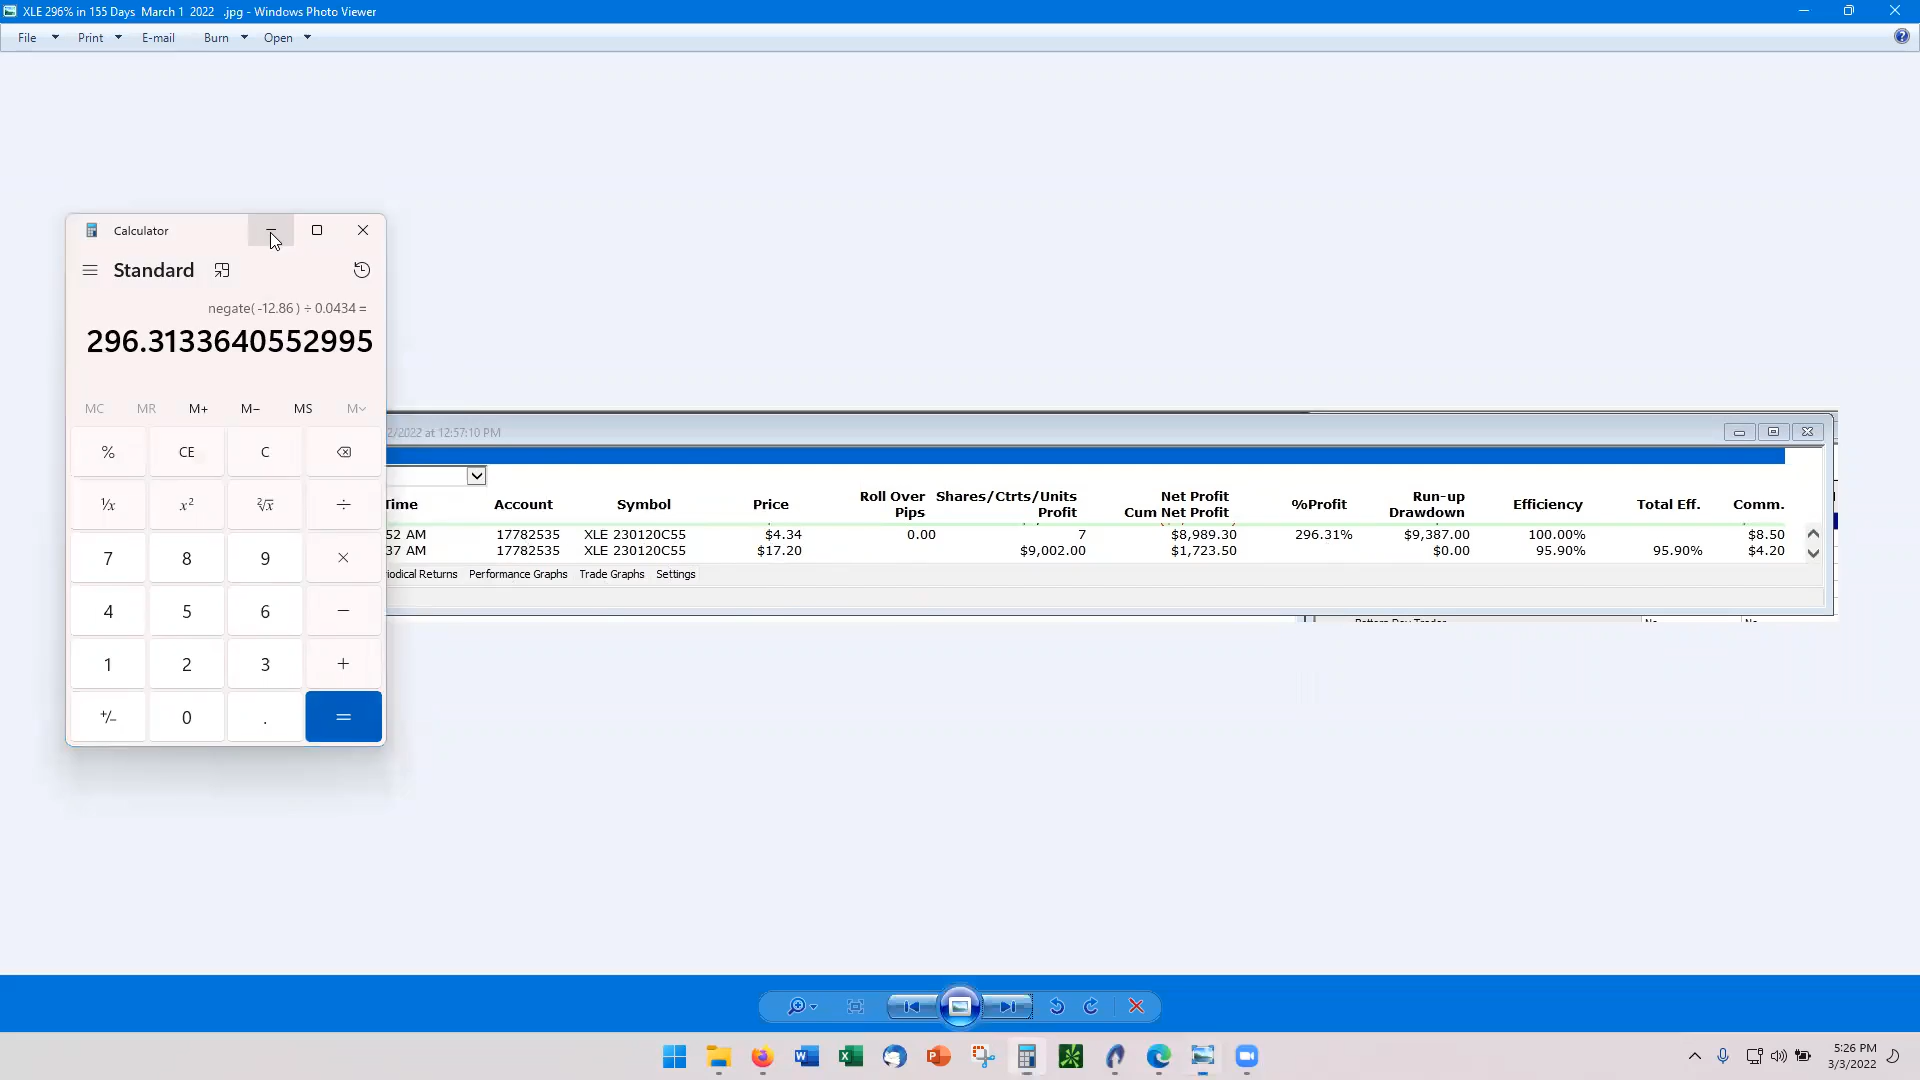 XLE 296% in 155 Days March 1 2022 .jpg - Windows Photo Viewer
File Print E-mail Burn Open
Calculator
Standard
negate( -12.86 ) ÷ 0.0434 =
296.3133640552995
MC MR M+ M− MS M
% CE C
¹/x x² ²√x ÷
7 8 9 ×
4 5 6 −
1 2 3 +
+/− 0 . =
2/2022 at 12:57:10 PM
Time Account Symbol Price Roll Over Pips Shares/Ctrts/Units Profit Net Profit Cum Net Profit %Profit Run-up Drawdown Efficiency Total Eff. Comm.
52 AM 17782535 XLE 230120C55 $4.34 0.00 7 $8,989.30 296.31% $9,387.00 100.00% $8.50
37 AM 17782535 XLE 230120C55 $17.20 $9,002.00 $1,723.50 $0.00 95.90% 95.90% $4.20
iodical Returns Performance Graphs Trade Graphs Settings
5:26 PM
3/3/2022